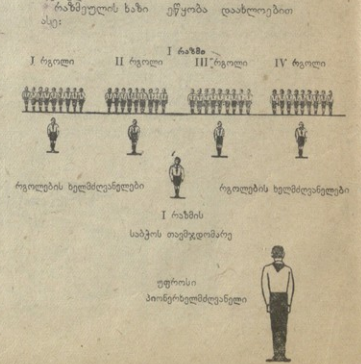 რაზმეულის ხაზი ეწყობა დაახლოებით
ასე:
I რაზმი
I რგოლი II რგოლი III რგოლი IV რგოლი
რგოლების ხელმძღვანელები რგოლების ხელმძღვანელები
I რაზმის
საბჭოს თავმჯდომარე
უფროსი
პიონერხელმძღვანელი